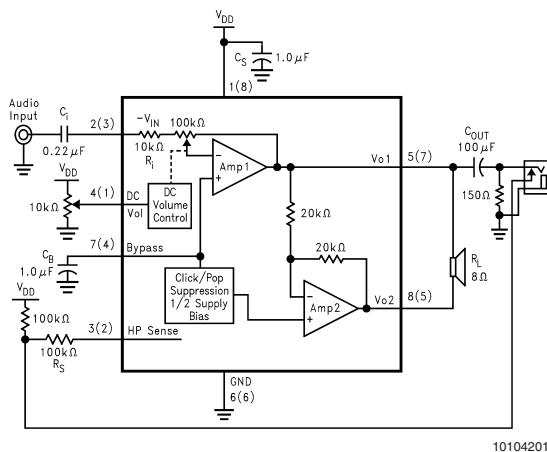 VDD
CS
1.0μF
1(8)
Audio
Input
Ci
0.22μF
2(3)
-VIN
100kΩ
10kΩ
Ri
Amp1
Vo1
5(7)
COUT
100μF
150Ω
VDD
10kΩ
4(1)
DC
Vol
DC
Volume
Control
20kΩ
20kΩ
7(4)
Bypass
CB
1.0μF
Click/Pop
Suppression
1/2 Supply
Bias
Amp2
Vo2
8(5)
RL
8Ω
VDD
100kΩ
100kΩ
RS
3(2)
HP Sense
GND
6(6)
10104201